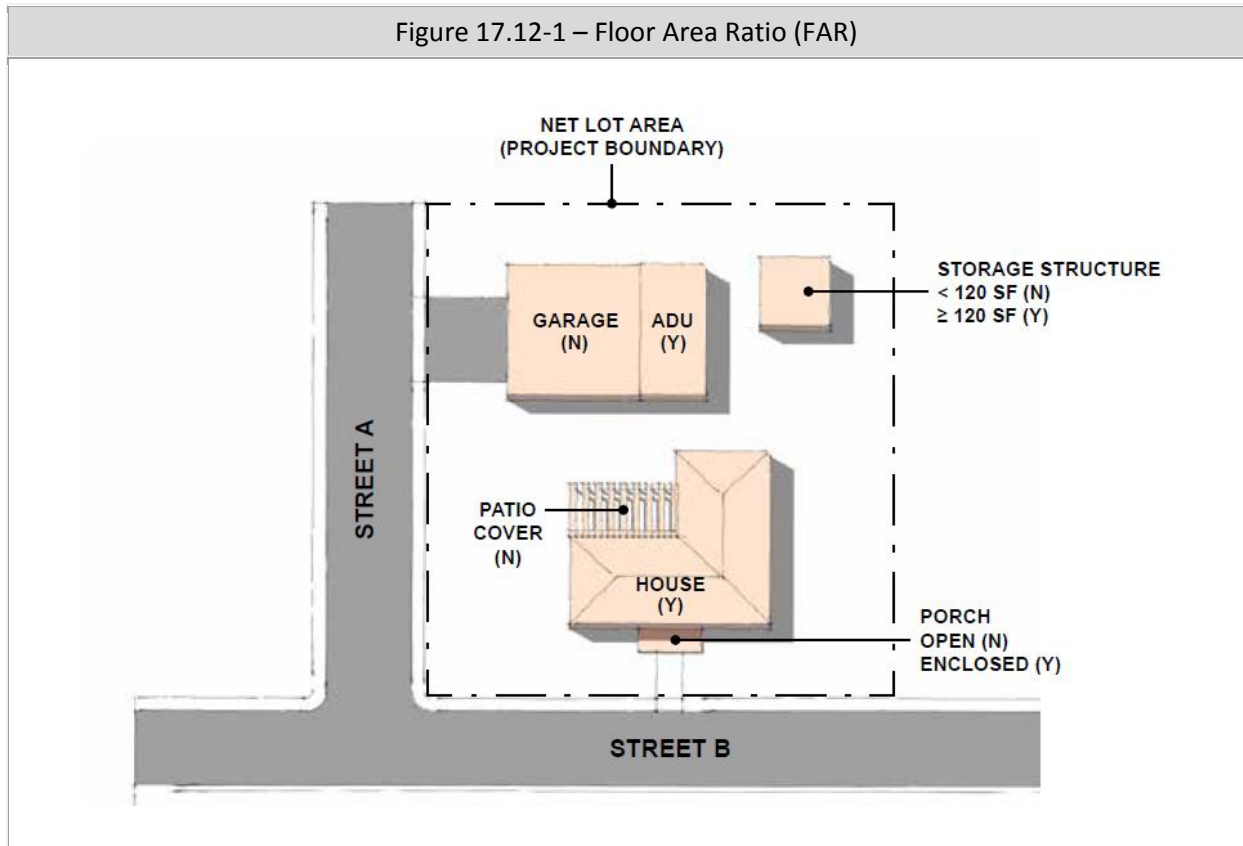 Figure 17.12-1 – Floor Area Ratio (FAR)
NET LOT AREA
(PROJECT BOUNDARY)
STORAGE STRUCTURE
< 120 SF (N)
≥ 120 SF (Y)
GARAGE
(N)
ADU
(Y)
STREET A
PATIO
COVER
(N)
HOUSE
(Y)
PORCH
OPEN (N)
ENCLOSED (Y)
STREET B